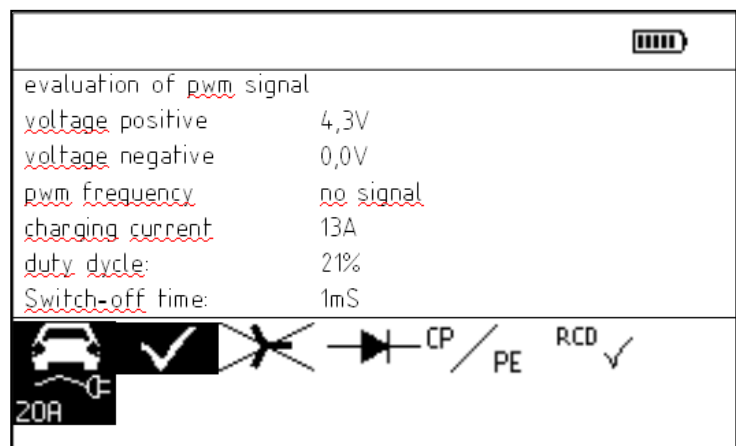 evaluation of pwm signal
voltage positive 4,3V
voltage negative 0,0V
pwm freguency no signal
charging current 13A
duty dycle: 21%
Switch-off time: 1mS
CP/PE RCD
20A